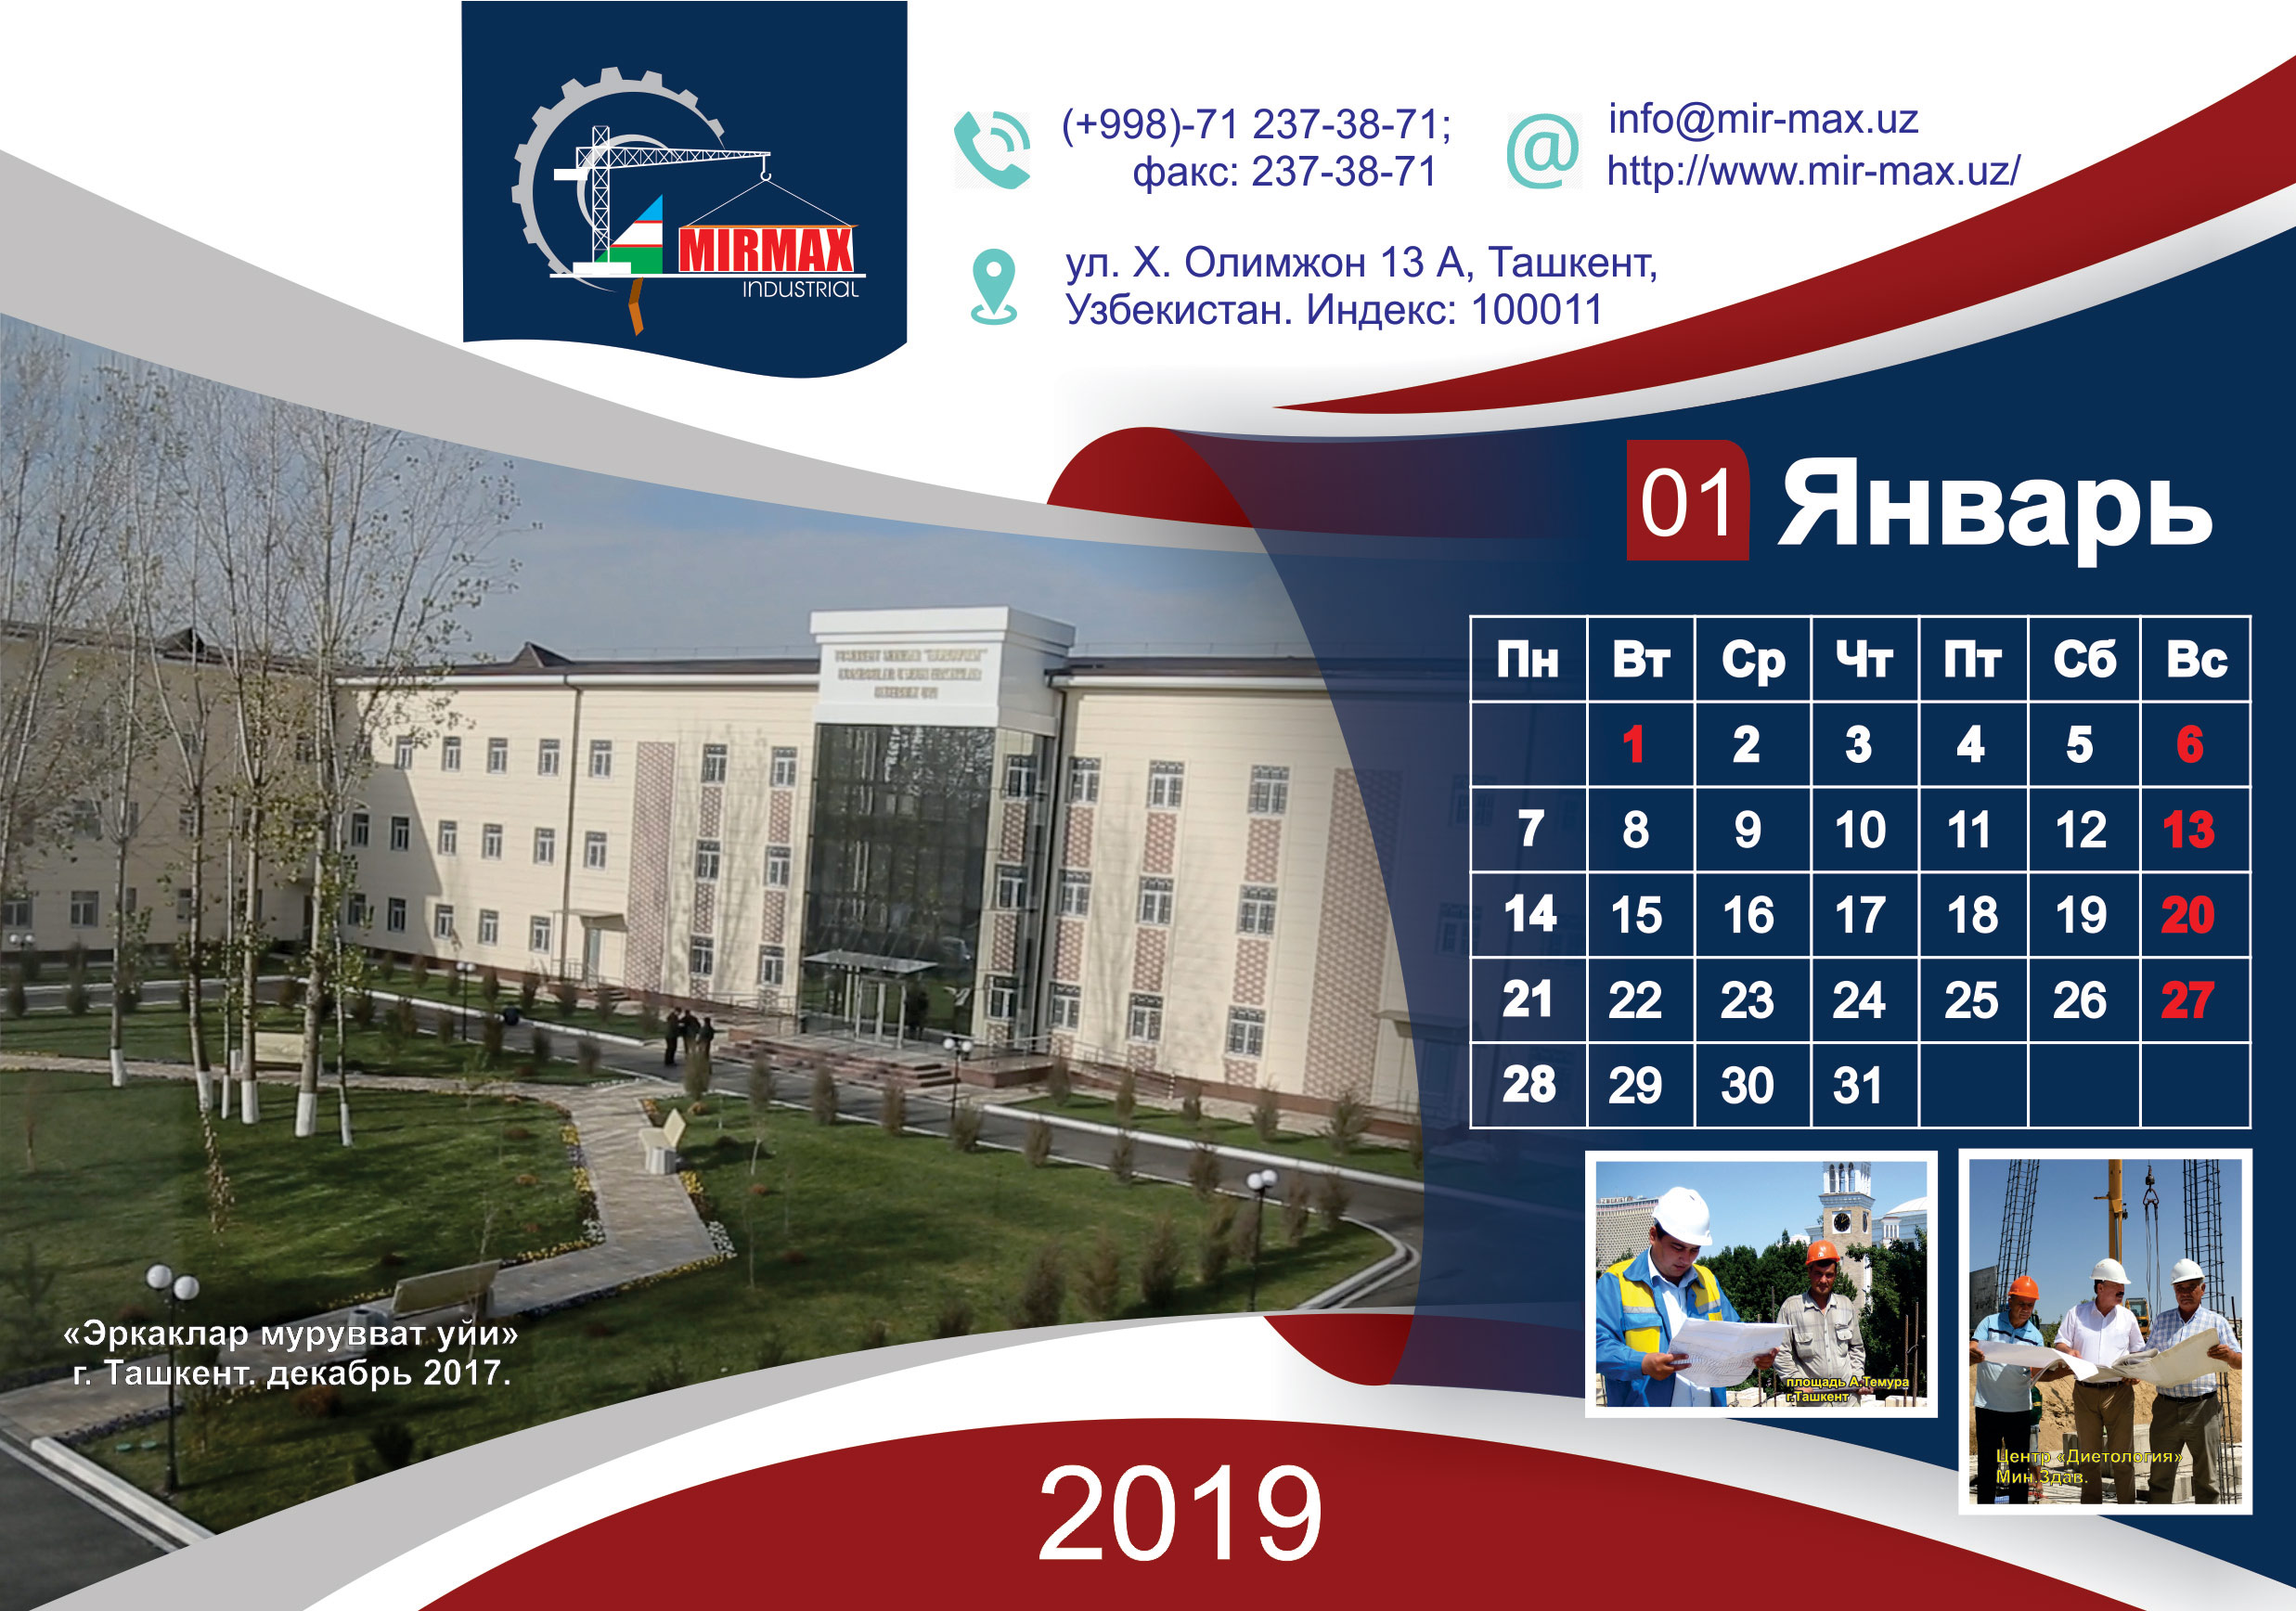 MIRMAX
INDUSTRIAL
(+998)-71 237-38-71;
факс: 237-38-71
info@mir-max.uz
http://www.mir-max.uz/
ул. Х. Олимжон 13 А, Ташкент,
Узбекистан. Индекс: 100011
01 Январь
Пн Вт Ср Чт Пт Сб Вс
1 2 3 4 5 6
7 8 9 10 11 12 13
14 15 16 17 18 19 20
21 22 23 24 25 26 27
28 29 30 31
«Эркаклар мурувват уйи»
г. Ташкент. декабрь 2017.
площадь А.Темура
г.Ташкент
Центр «Диетология»
Мин.Здав.
2019